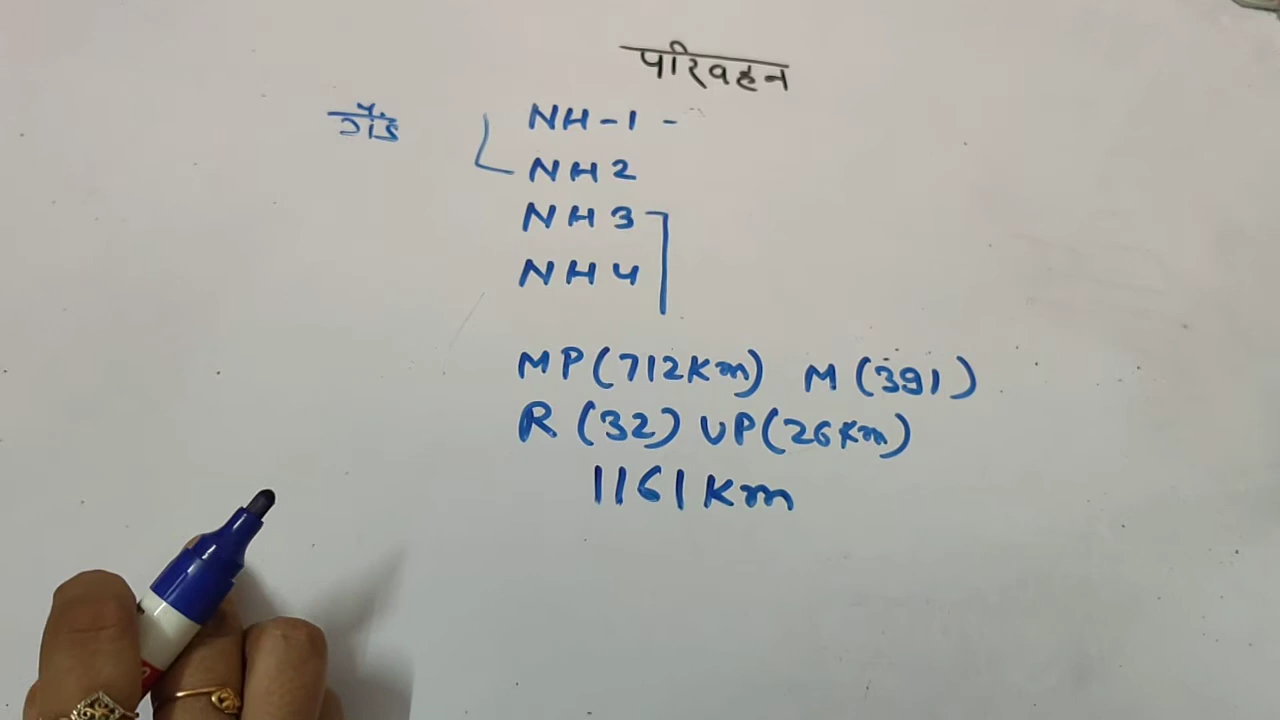 परिवहन
NH-1 -
NH2
NH3
NH4
MP(712Km) M(391)
R (32) UP(26Km)
1161Km